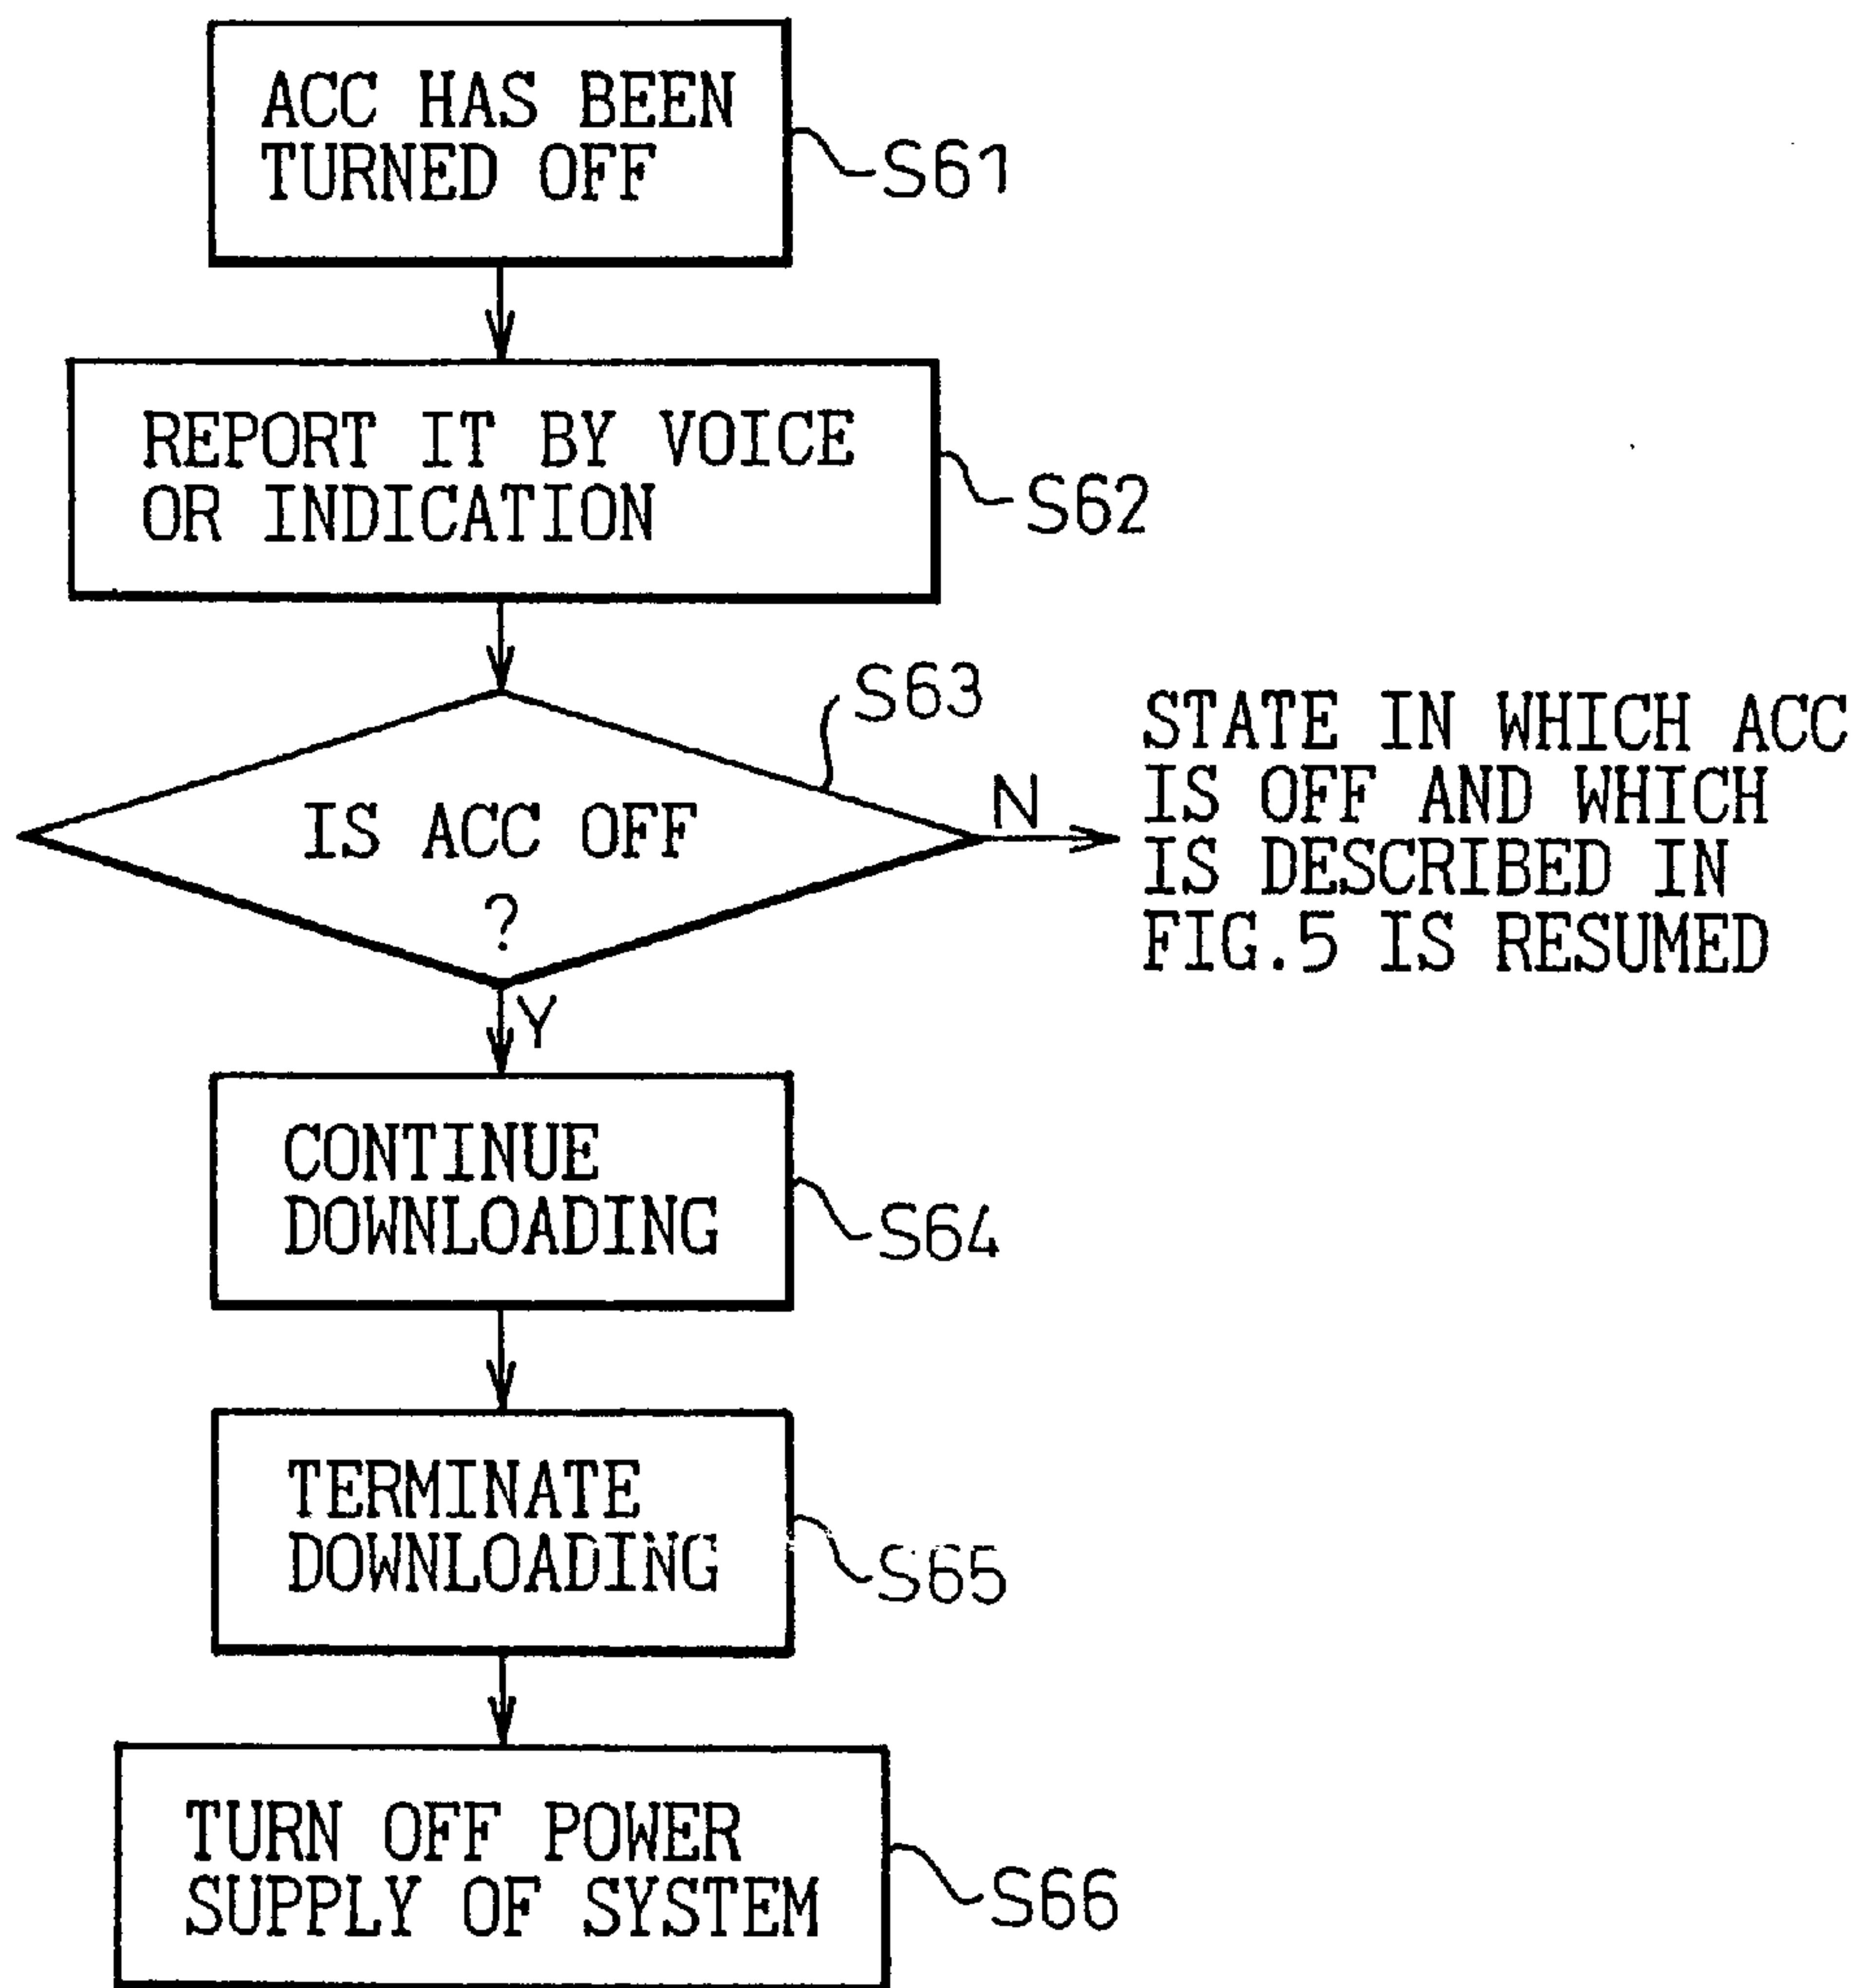 ACC HAS BEEN
TURNED OFF
S61
REPORT IT BY VOICE
OR INDICATION
S62
S63
IS ACC OFF
?
N
STATE IN WHICH ACC
IS OFF AND WHICH
IS DESCRIBED IN
FIG.5 IS RESUMED
Y
CONTINUE
DOWNLOADING
S64
TERMINATE
DOWNLOADING
S65
TURN OFF POWER
SUPPLY OF SYSTEM
S66